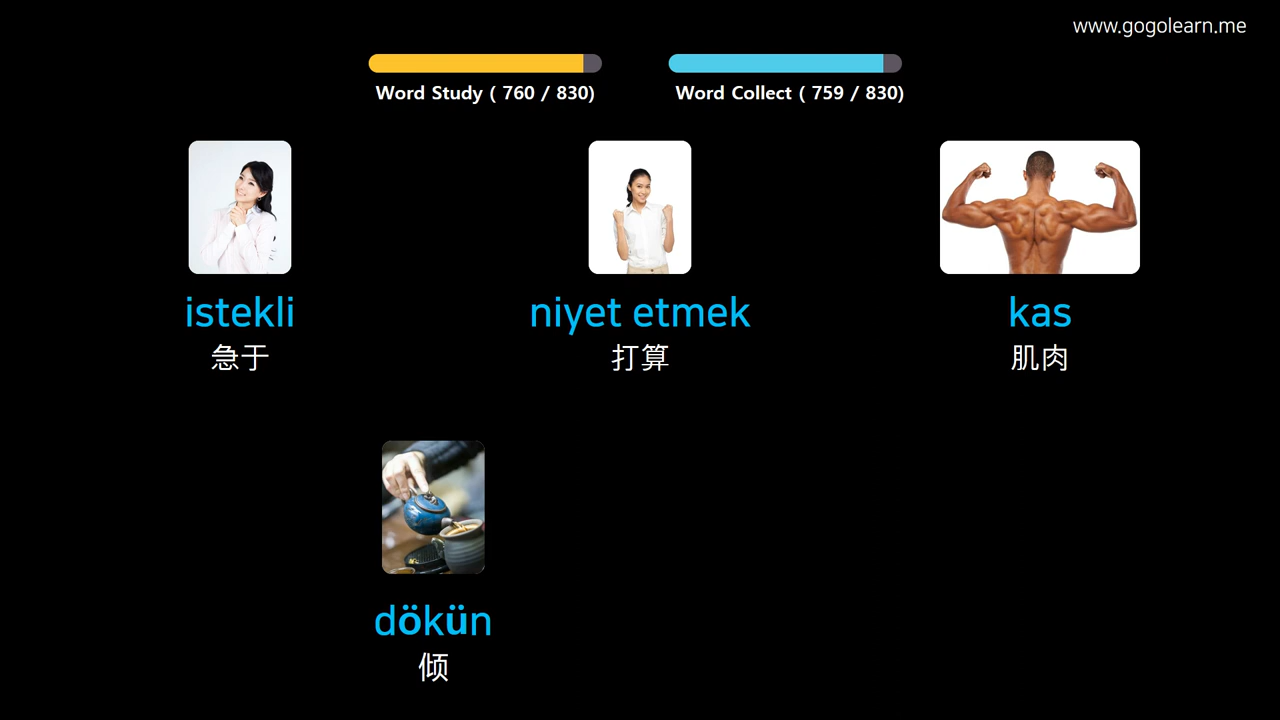 www.gogolearn.me
Word Study ( 760 / 830)
Word Collect ( 759 / 830)
istekli
急于
niyet etmek
打算
kas
肌肉
dökün
倾